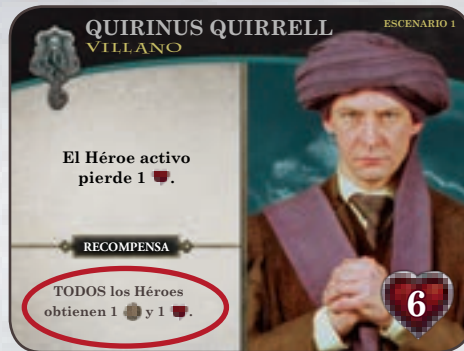 QUIRINUS QUIRRELL
ESCENARIO 1
VILLANO
El Héroe activo
pierde 1 .
RECOMPENSA
TODOS los Héroes
obtienen 1 y 1 .
6